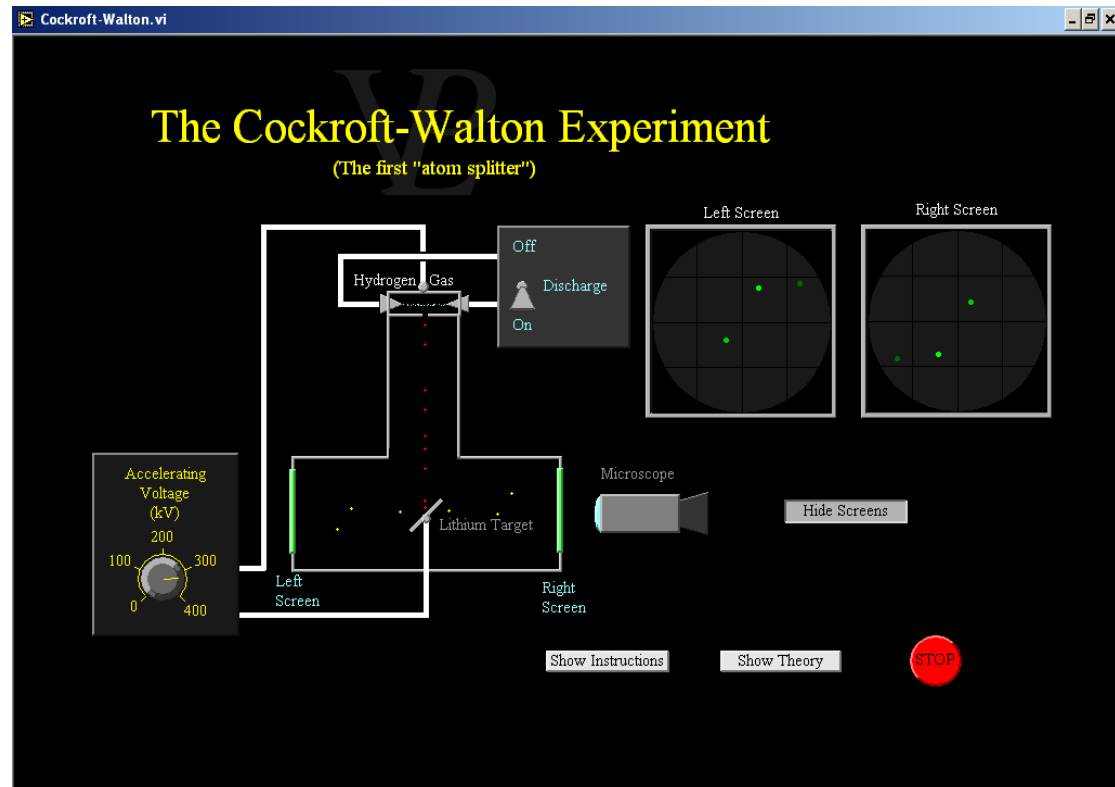 Cockroft-Walton.vi
The Cockroft-Walton Experiment
(The first "atom splitter")
Left Screen
Right Screen
Off
Hydrogen Gas
Discharge
On
Accelerating
Voltage
(kV)
200
100
300
0
400
Microscope
Hide Screens
Lithium Target
Left
Screen
Right
Screen
Show Instructions
Show Theory
STOP